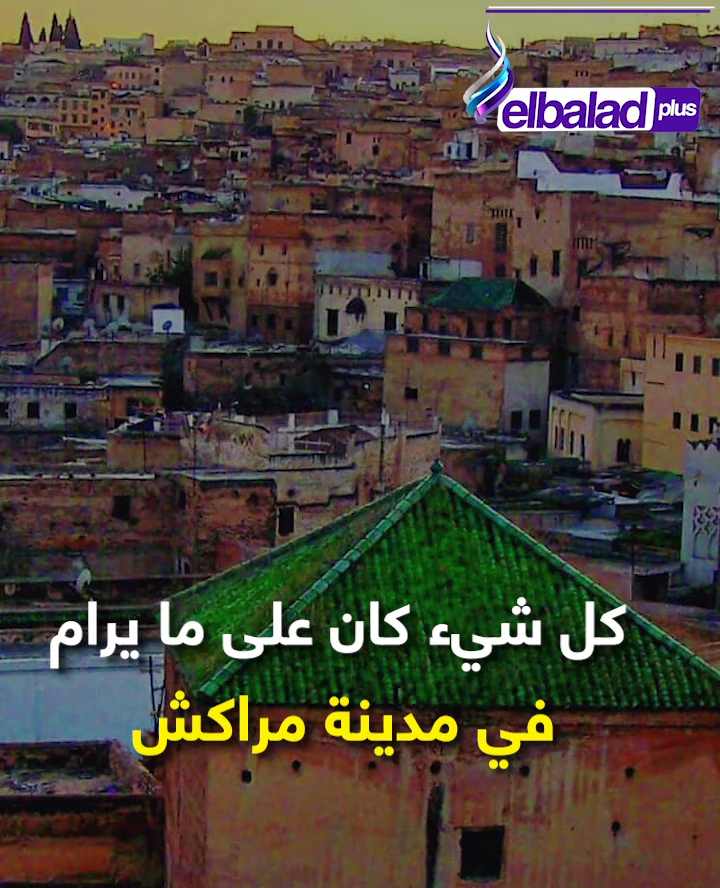 elbalad plus
كل شيء كان على ما يرام
في مدينة مراكش